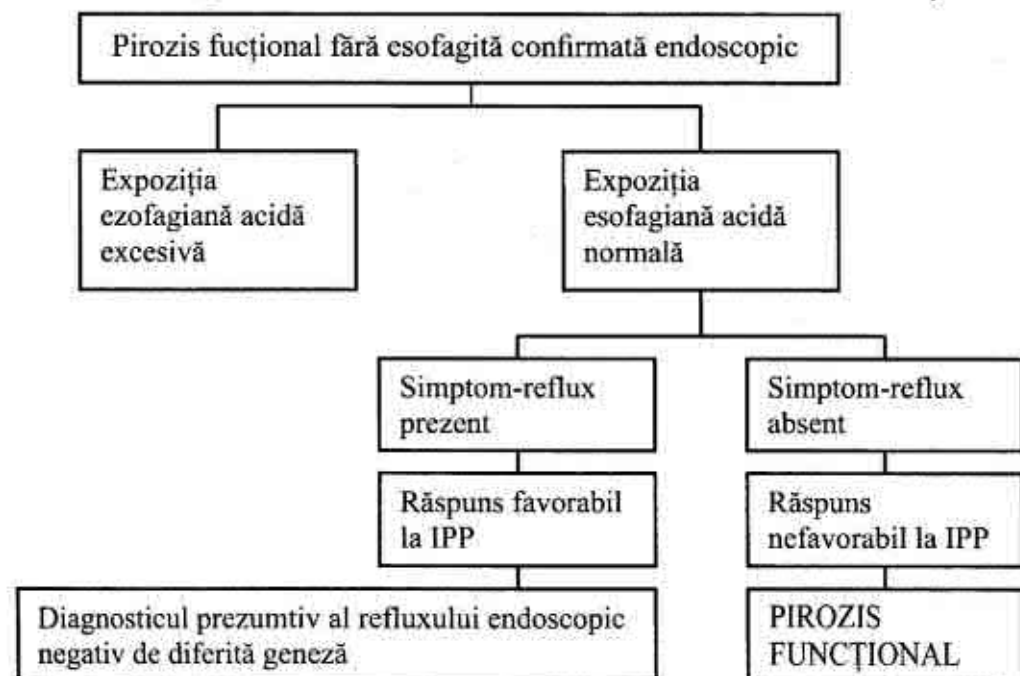 Pirozis fucțional fără esofagită confirmată endoscopic
Expoziția
ezofagiană acidă
excesivă
Expoziția
esofagiană acidă
normală
Simptom-reflux
prezent
Simptom-reflux
absent
Răspuns favorabil
la IPP
Răspuns
nefavorabil la IPP
Diagnosticul prezumtiv al refluxului endoscopic
negativ de diferită geneză
PIROZIS
FUNCȚIONAL